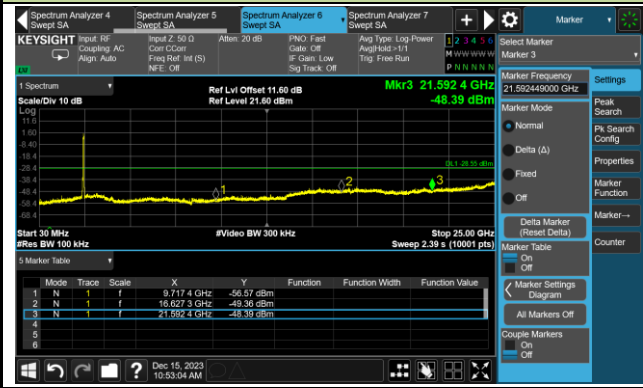 Spectrum Analyzer 4
Swept SA
Spectrum Analyzer 5
Swept SA
Spectrum Analyzer 6
Swept SA
Spectrum Analyzer 7
Swept SA
Marker
KEYSIGHT
Input: RF
Coupling: AC
Align: Auto
Input Z: 50 Ω
Corr CCorr
Freq Ref: Int (S)
NFE: Off
Atten: 20 dB
PNO: Fast
Gate: Off
IF Gain: Low
Sig Track: Off
Avg Type: Log-Power
Avg|Hold:>1/1
Trig: Free Run
1 2 3 4 5 6
M W W W W W
P N N N N N
Select Marker
Marker 3
1 Spectrum
Scale/Div 10 dB
Ref Lvl Offset 11.60 dB
Ref Level 21.60 dBm
Mkr3 21.592 4 GHz
-48.39 dBm
Log
11.6
1.60
-8.40
-18.4
-28.4
-38.4
-48.4
-58.4
-68.4
DL1 -28.55 dBm
1
2
3
Start 30 MHz
#Res BW 100 kHz
#Video BW 300 kHz
Stop 25.00 GHz
Sweep 2.39 s (10001 pts)
5 Marker Table
Mode Trace Scale X Y Function Function Width Function Value
1 N 1 f 9.717 4 GHz -56.57 dBm
2 N 1 f 16.627 3 GHz -49.36 dBm
3 N 1 f 21.592 4 GHz -48.39 dBm
4
5
6
Marker Frequency
21.592449000 GHz
Marker Mode
Normal
Delta (Δ)
Fixed
Off
Delta Marker
(Reset Delta)
Marker Table
On
Off
Marker Settings
Diagram
All Markers Off
Couple Markers
On
Off
Settings
Peak
Search
Pk Search
Config
Properties
Marker
Function
Marker→
Counter
Dec 15, 2023
10:53:04 AM